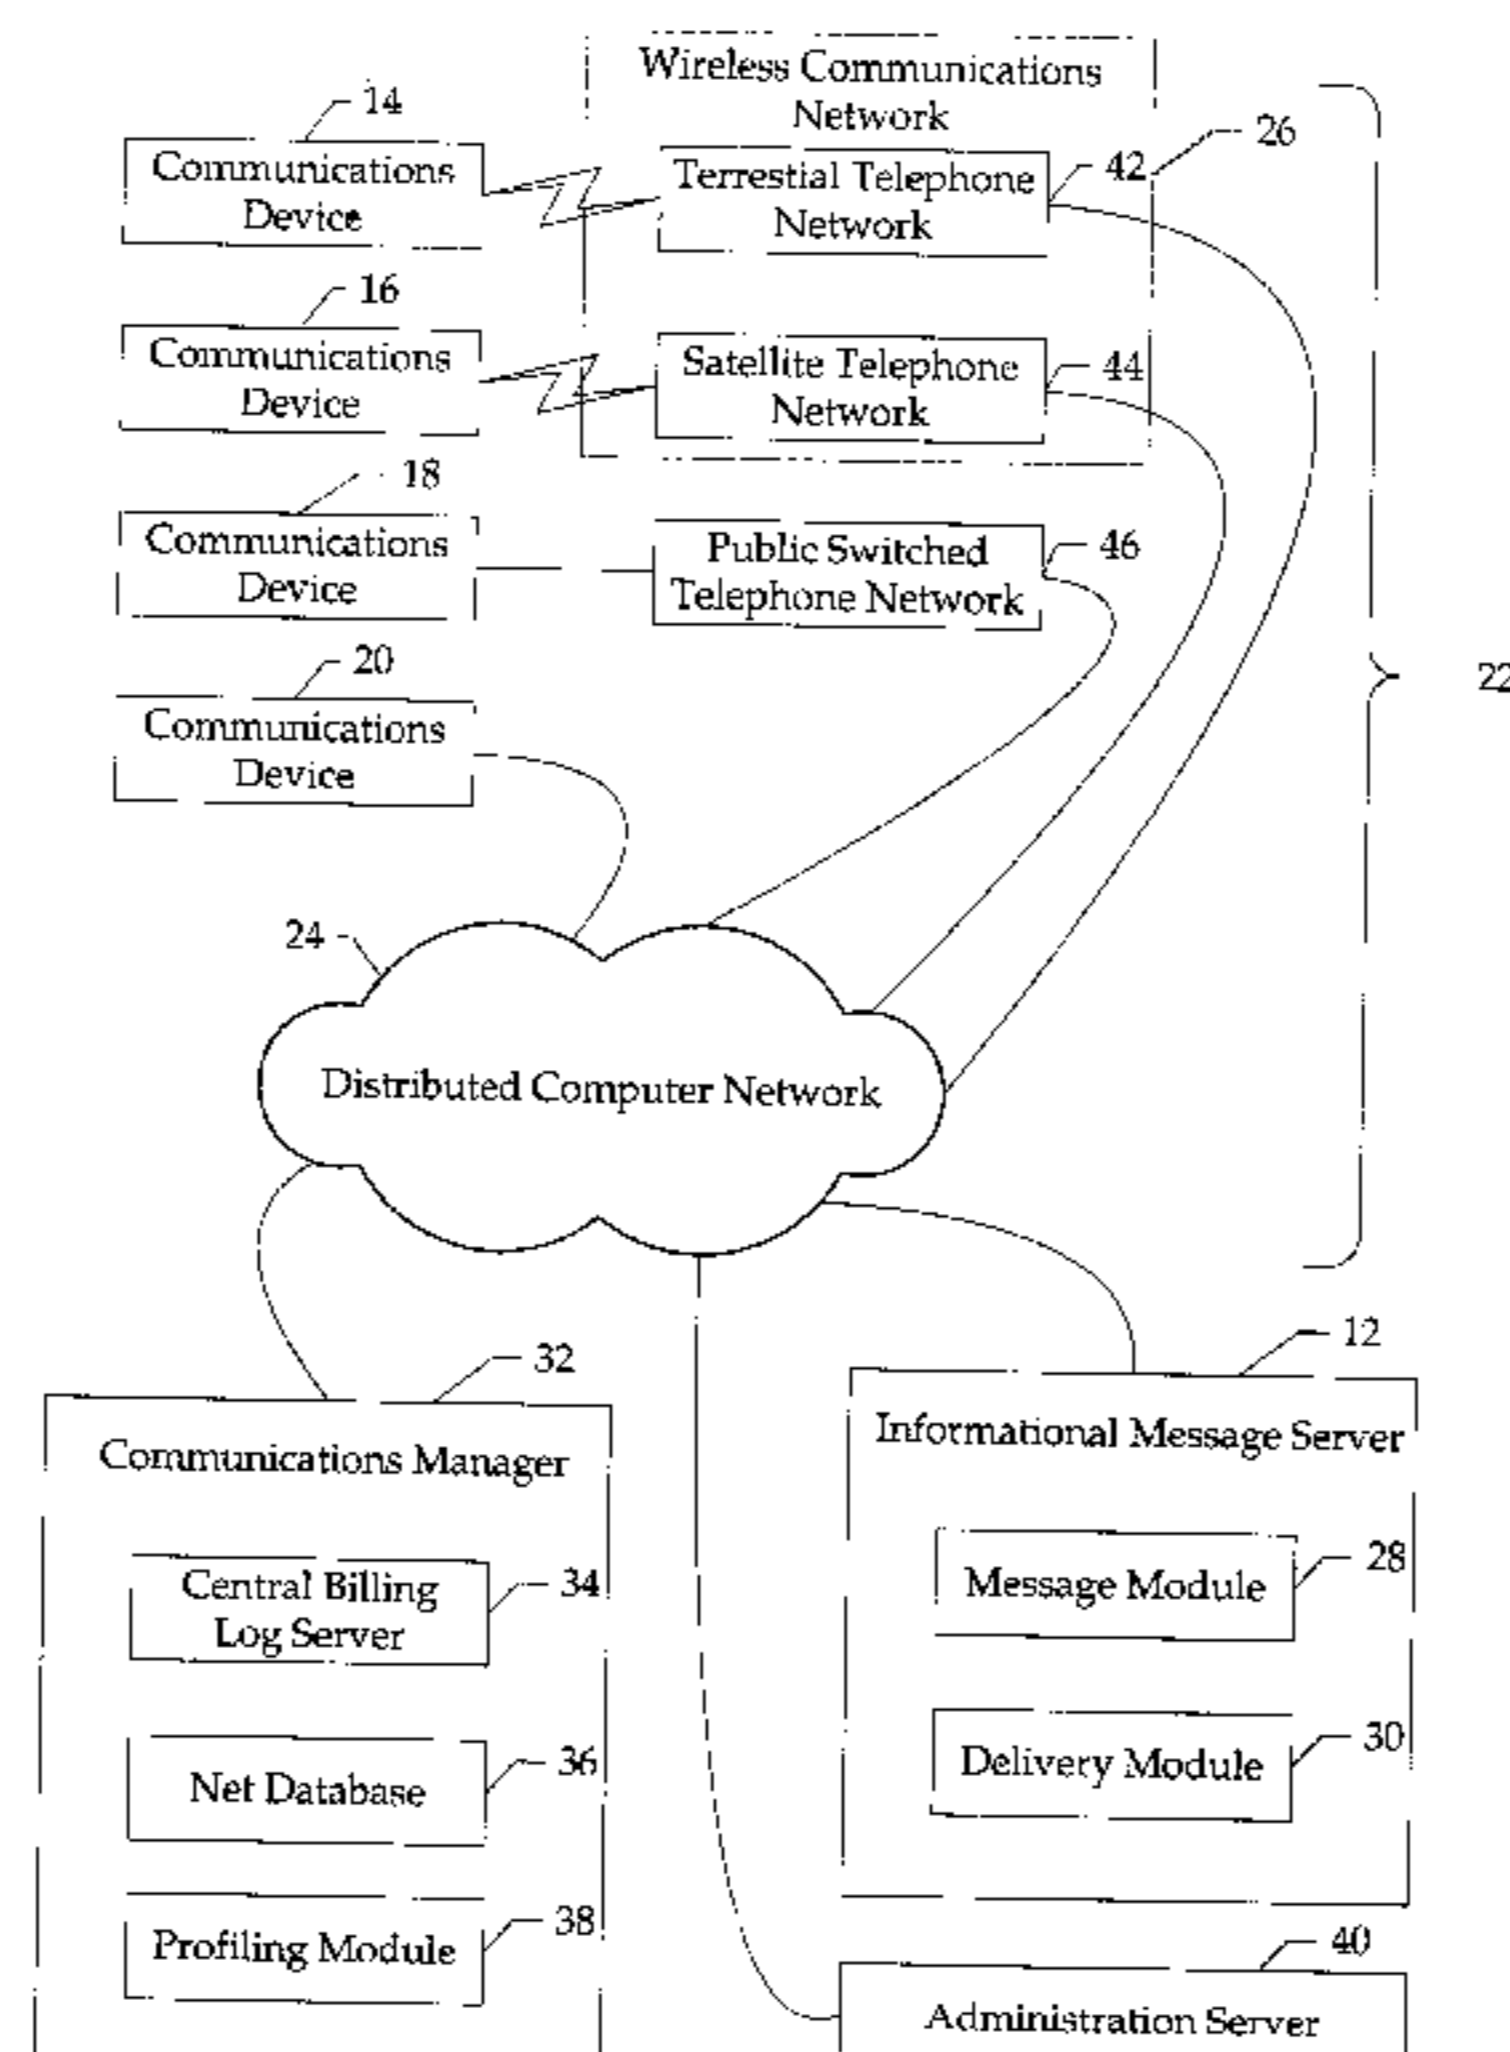 Wireless Communications
Network
14
26
Communications
Device
Terrestial Telephone
Network
42
16
Communications
Device
Satellite Telephone
Network
44
18
Communications
Device
Public Switched
Telephone Network
46
20
22
Communications
Device
24
Distributed Computer Network
32
12
Communications Manager
Informational Message Server
Central Billing
Log Server
34
Message Module
28
Net Database
36
Delivery Module
30
Profiling Module
38
40
Administration Server